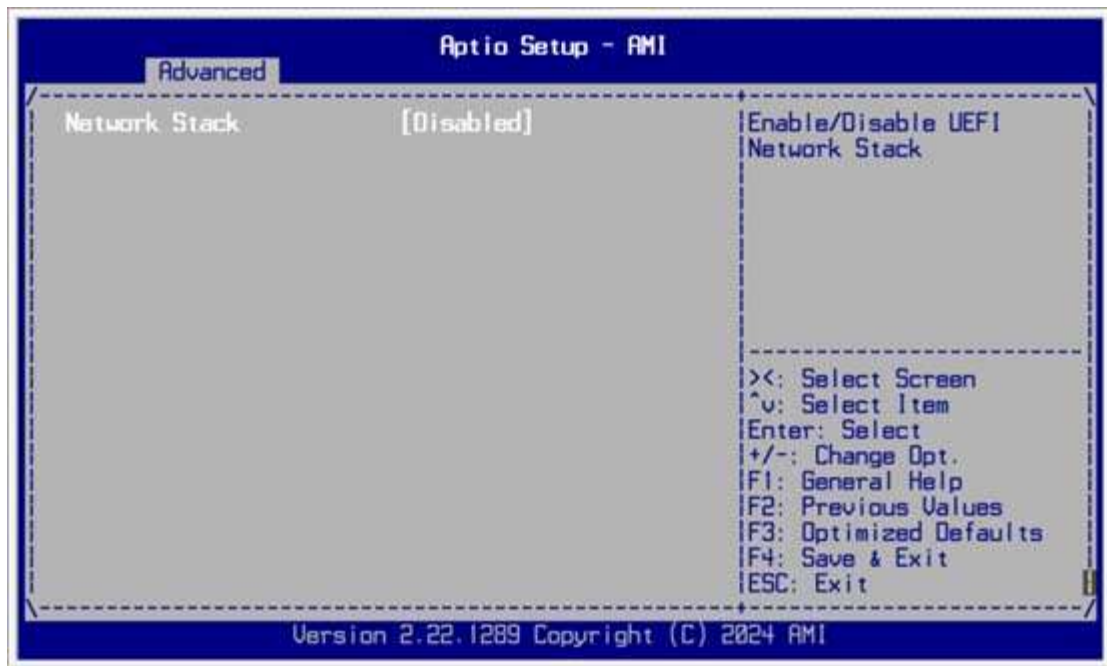 Aptio Setup - AMI
Advanced
Network Stack [Disabled]
Enable/Disable UEFI
Network Stack
><: Select Screen
^v: Select Item
Enter: Select
+/-: Change Opt.
F1: General Help
F2: Previous Values
F3: Optimized Defaults
F4: Save & Exit
ESC: Exit
Version 2.22.1289 Copyright (C) 2024 AMI